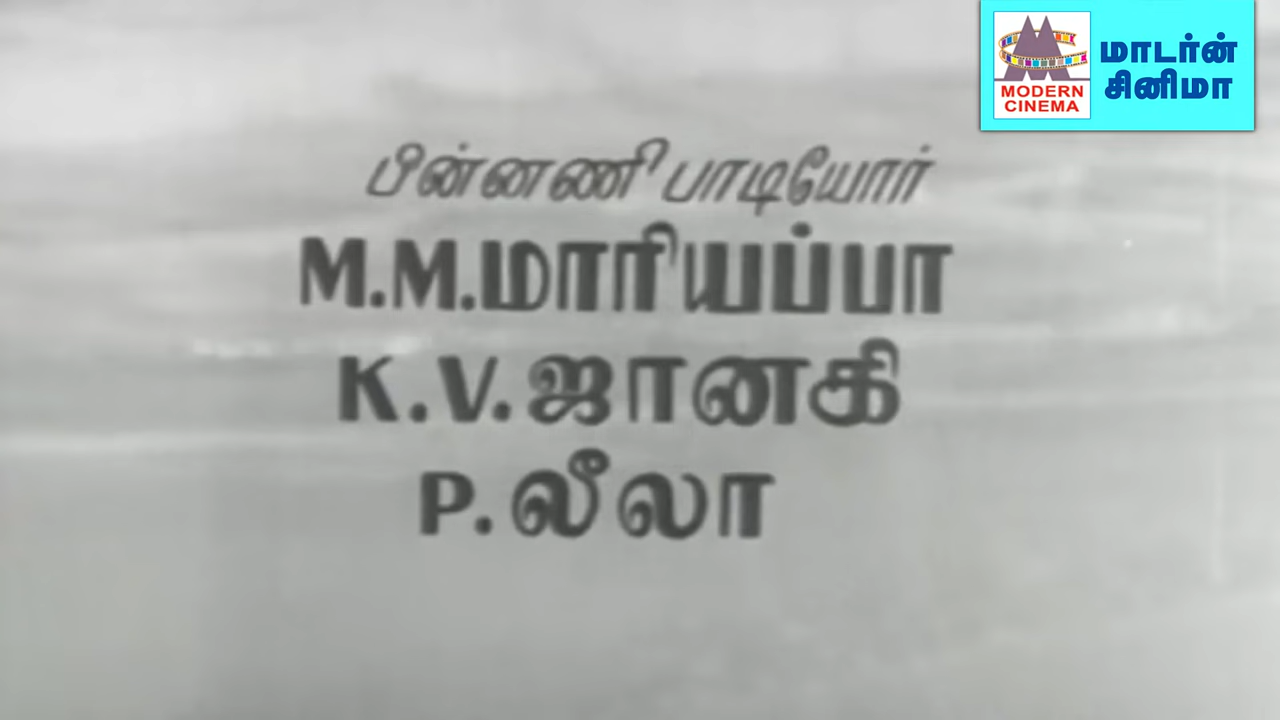 MODERN
CINEMA
மாடர்ன்
சினிமா
பின்னணி பாடியோர்
M.M.மாரியப்பா
K.V.ஜானகி
P.லீலா